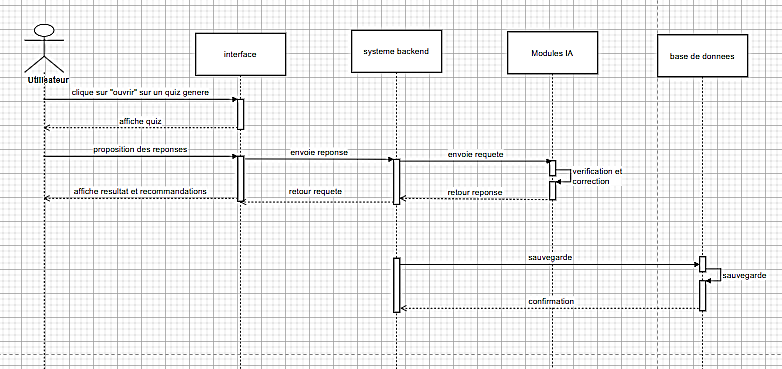 interface
systeme backend
Modules IA
base de donnees
Utilisateur
clique sur "ouvrir" sur un quiz genere
affiche quiz
proposition des reponses
envoie reponse
envoie requete
verification et
correction
affiche resultat et recommandations
retour requete
retour reponse
sauvegarde
sauvegarde
confirmation